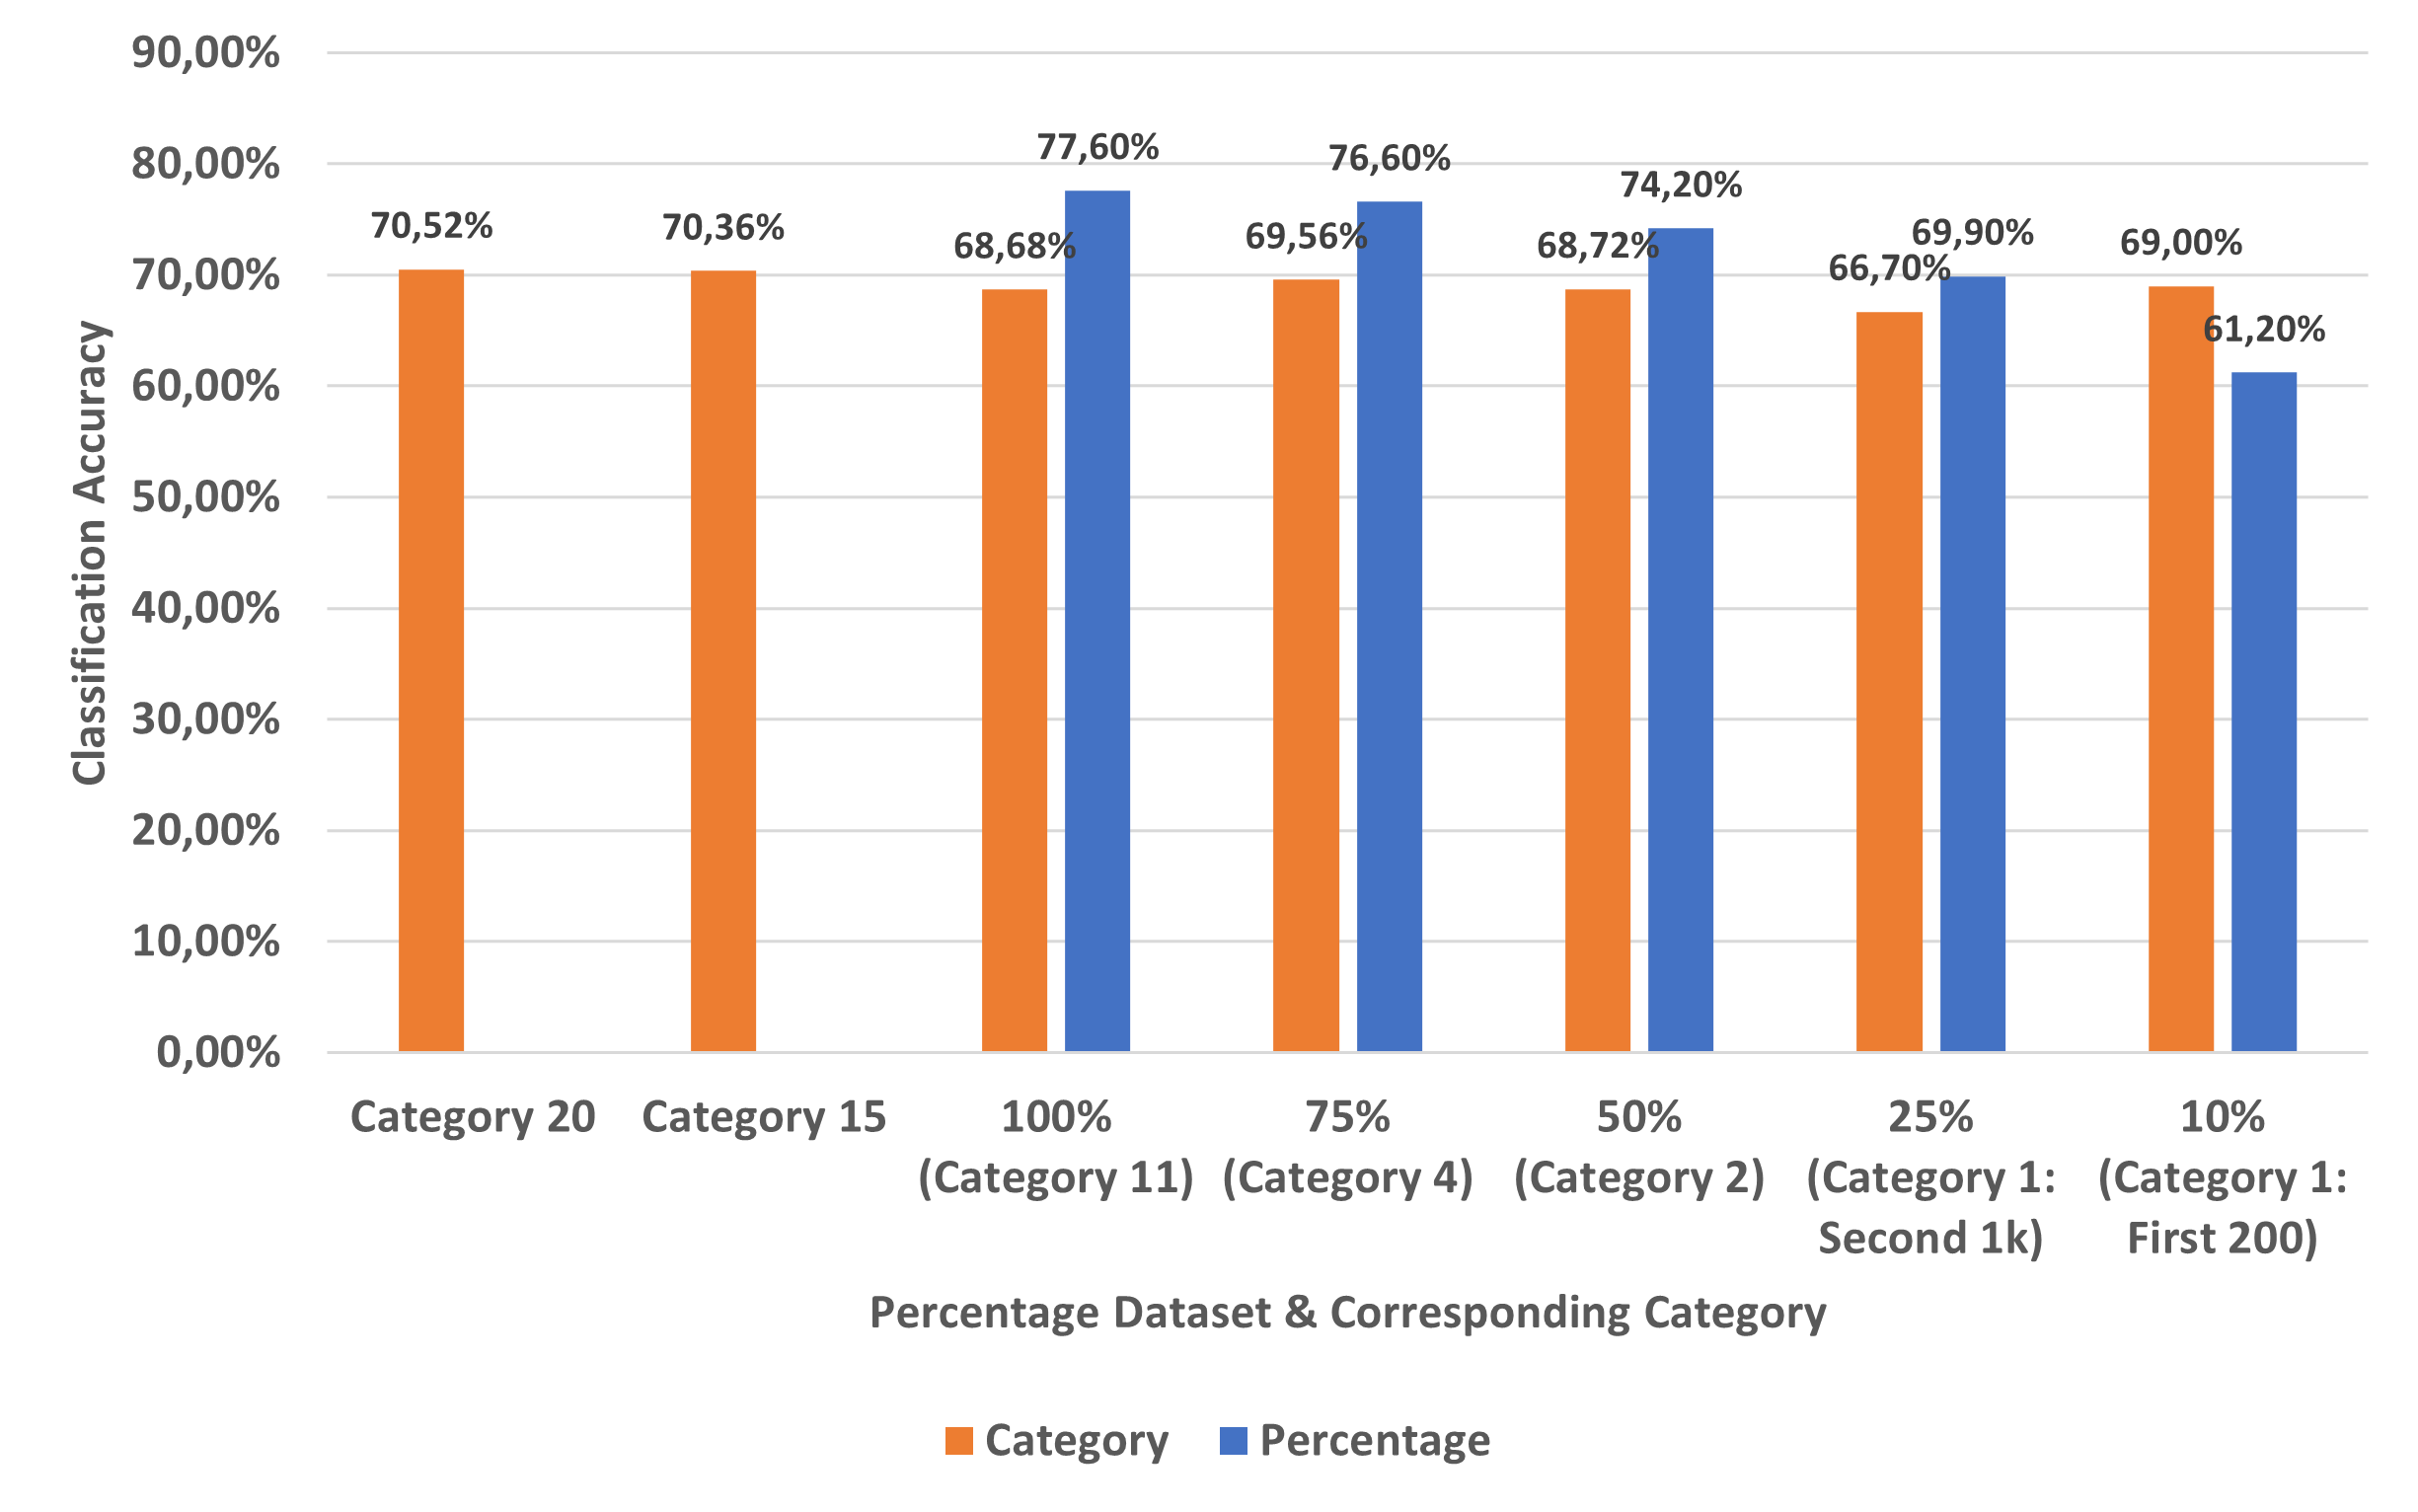 90,00%
80,00%
70,00%
60,00%
50,00%
40,00%
30,00%
20,00%
10,00%
0,00%
Classification Accuracy
70,52%
70,36%
68,68%
77,60%
69,56%
76,60%
68,72%
74,20%
66,70%
69,90%
69,00%
61,20%
Category 20
Category 15
100%
(Category 11)
75%
(Category 4)
50%
(Category 2)
25%
(Category 1:
Second 1k)
10%
(Category 1:
First 200)
Percentage Dataset & Corresponding Category
Category
Percentage